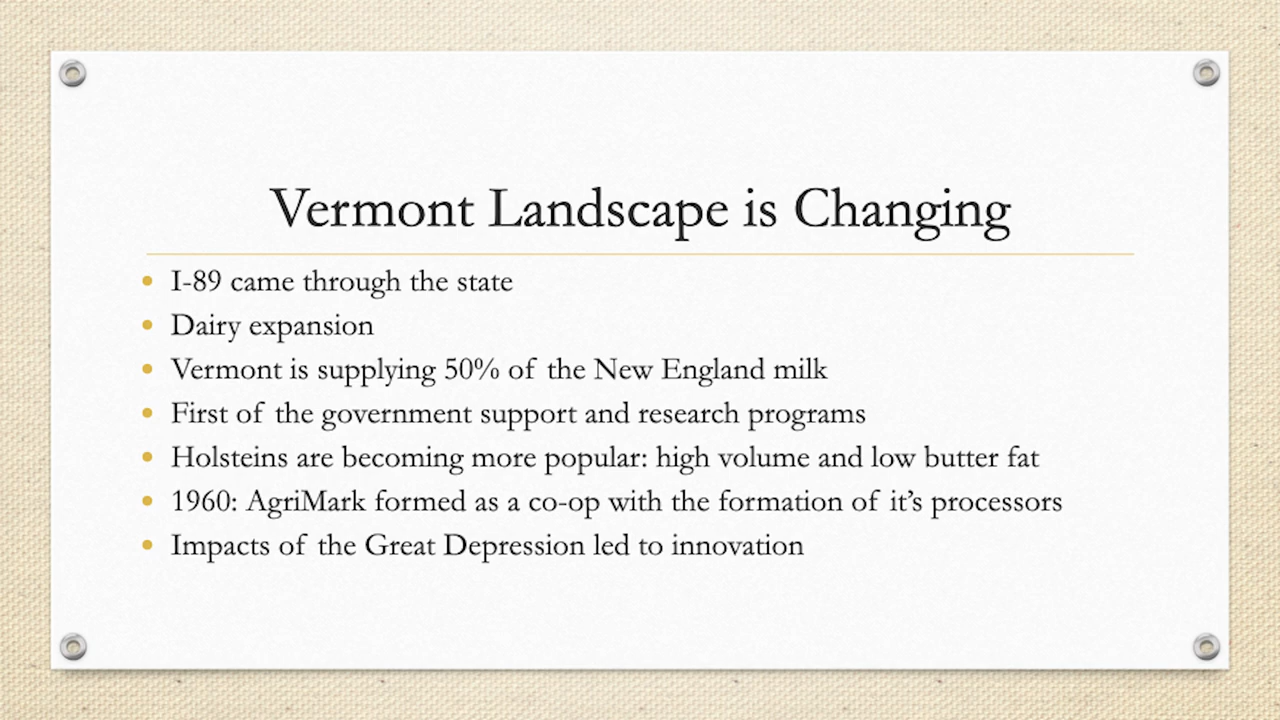 Vermont Landscape is Changing
• I-89 came through the state
• Dairy expansion
• Vermont is supplying 50% of the New England milk
• First of the government support and research programs
• Holsteins are becoming more popular: high volume and low butter fat
• 1960: AgriMark formed as a co-op with the formation of it’s processors
• Impacts of the Great Depression led to innovation